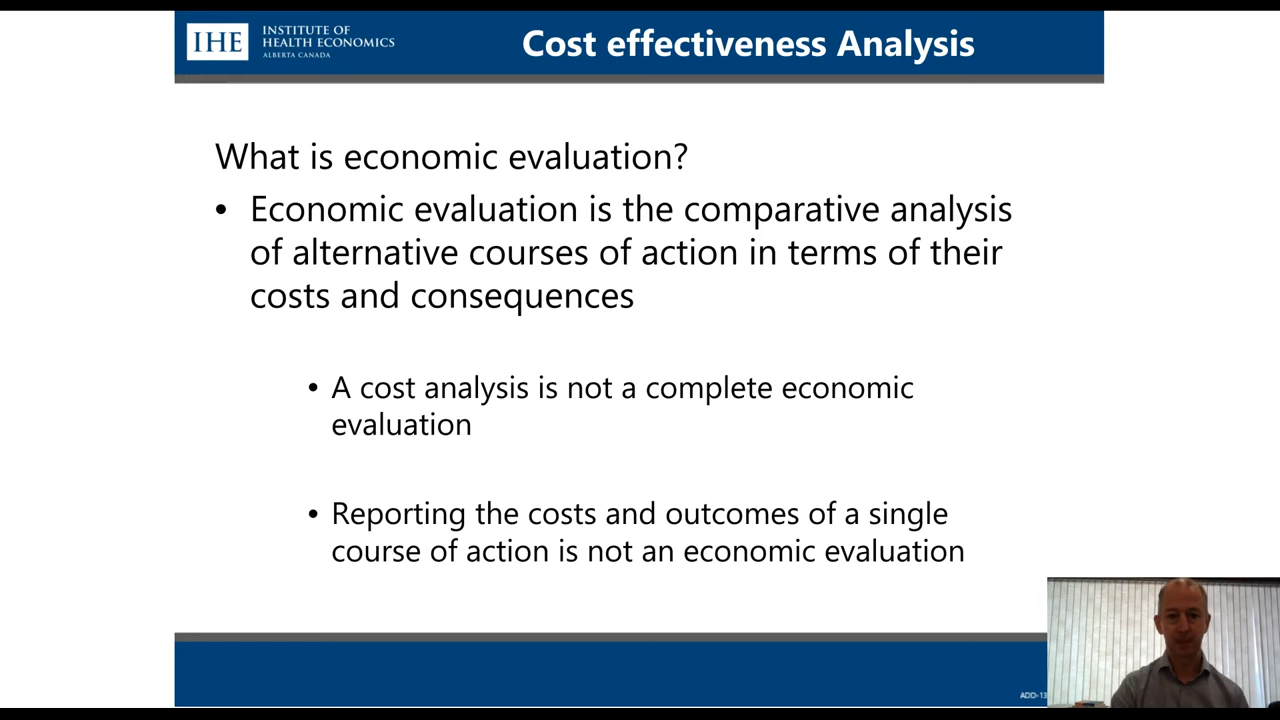 IHE
INSTITUTE OF
HEALTH ECONOMICS
ALBERTA CANADA
Cost effectiveness Analysis
What is economic evaluation?
• Economic evaluation is the comparative analysis
of alternative courses of action in terms of their
costs and consequences
• A cost analysis is not a complete economic
evaluation
• Reporting the costs and outcomes of a single
course of action is not an economic evaluation
ADD-13